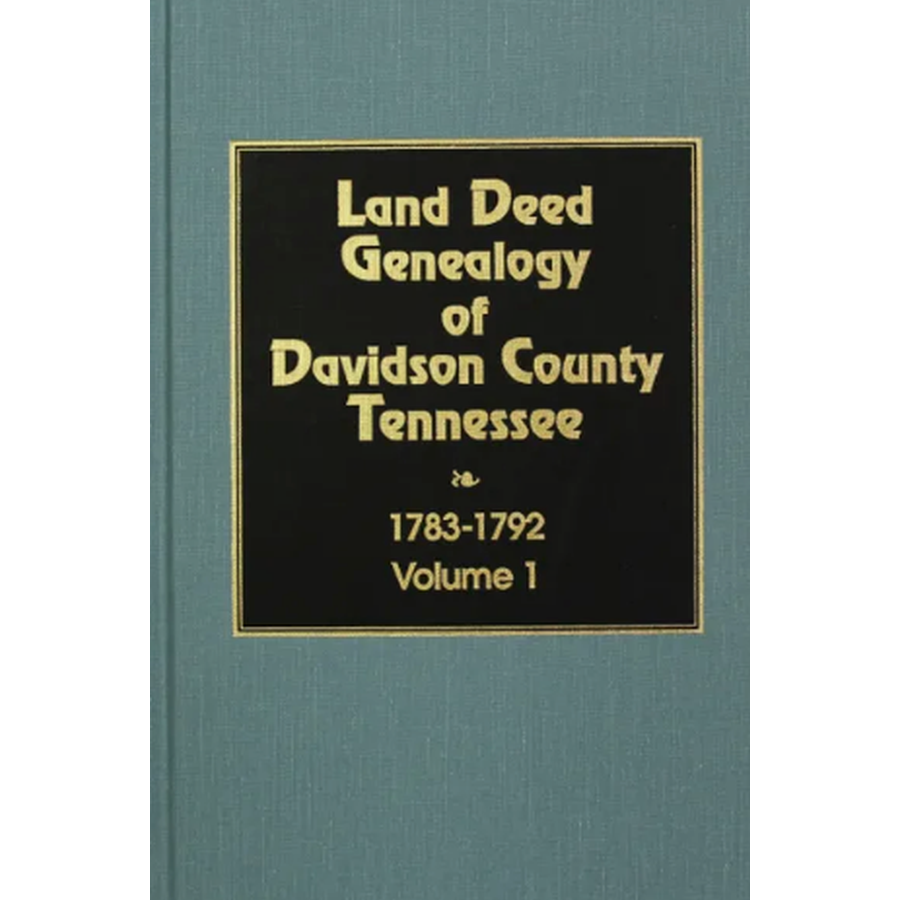 Land Deed
Genealogy
of
Davidson County
Tennessee
1783-1792
Volume 1